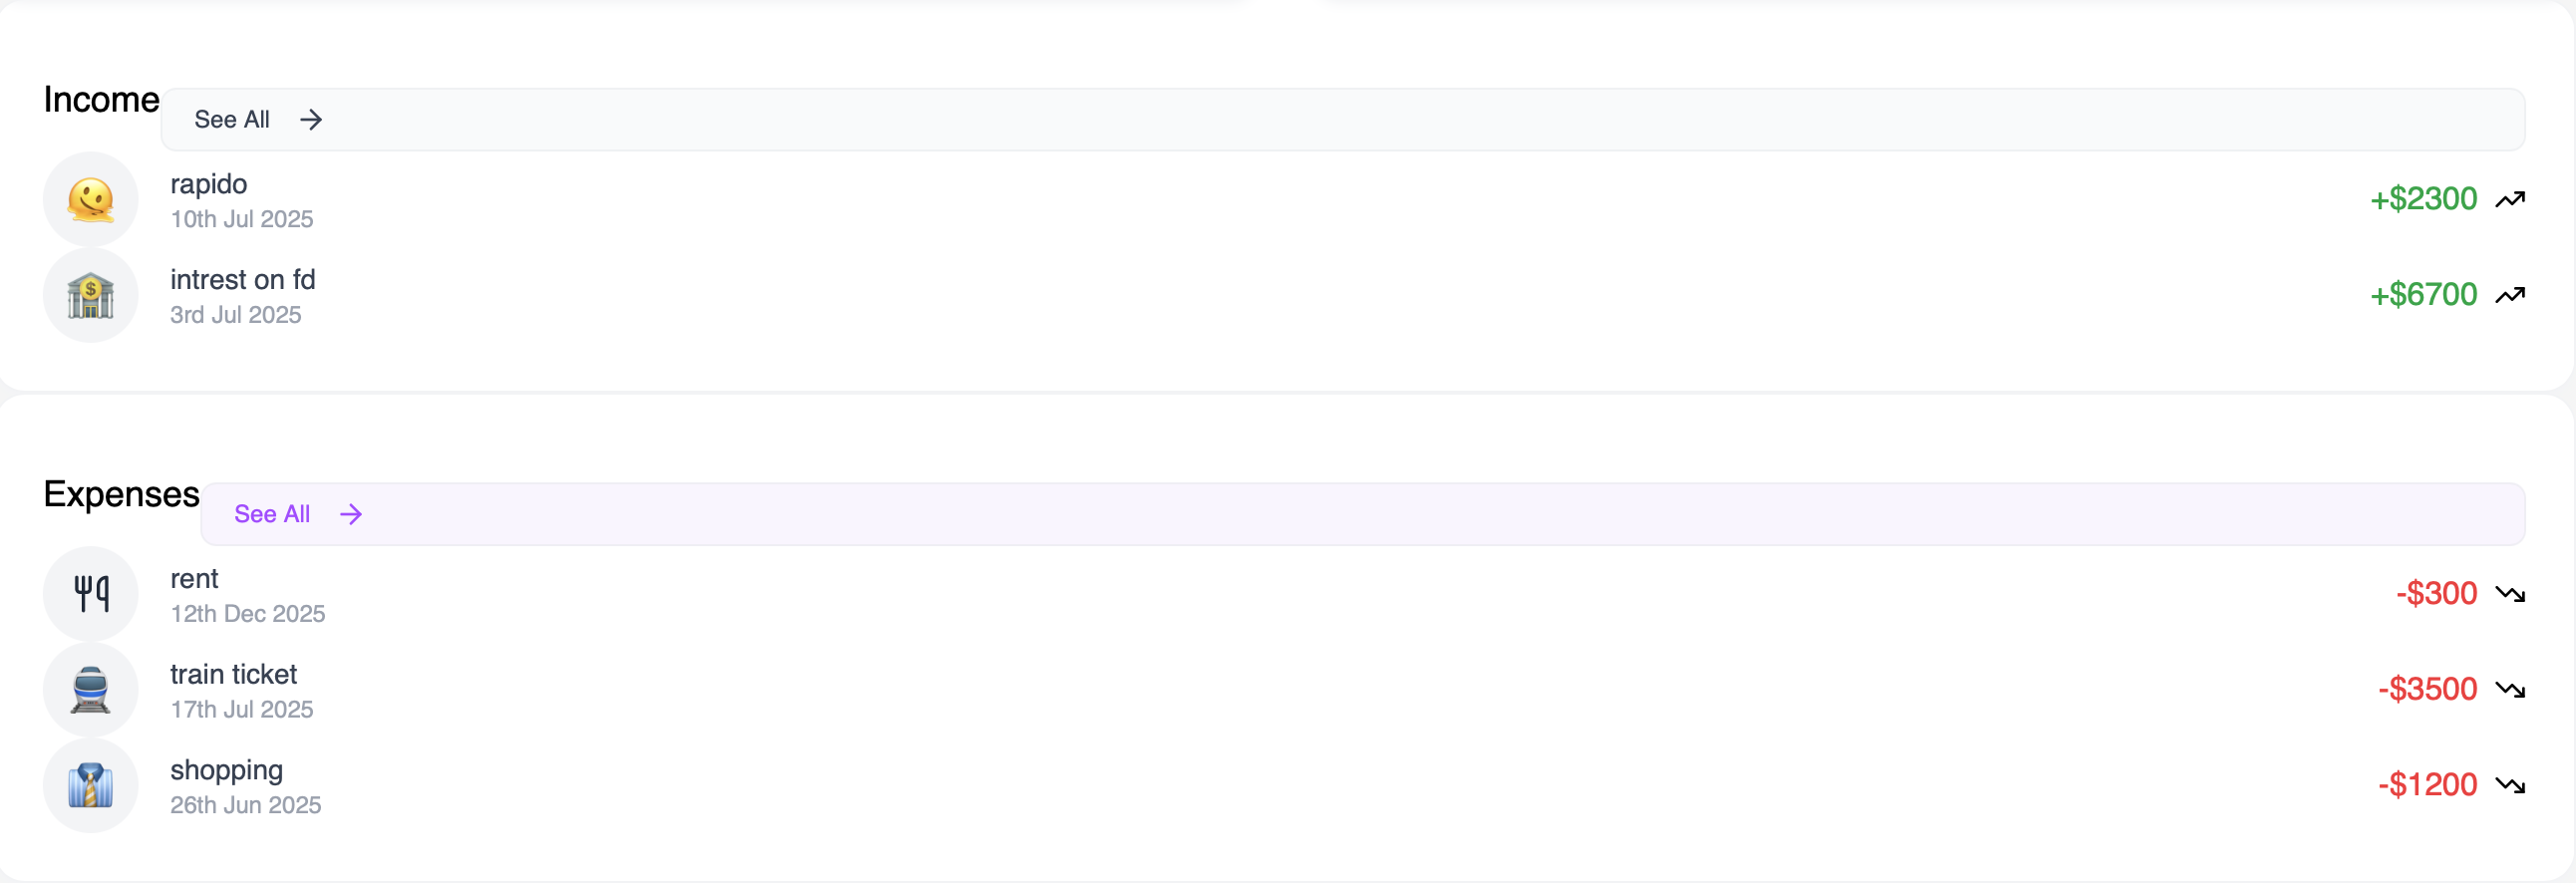 Income
See All
rapido
10th Jul 2025
+$2300
intrest on fd
3rd Jul 2025
+$6700
Expenses
See All
rent
12th Dec 2025
-$300
train ticket
17th Jul 2025
-$3500
shopping
26th Jun 2025
-$1200